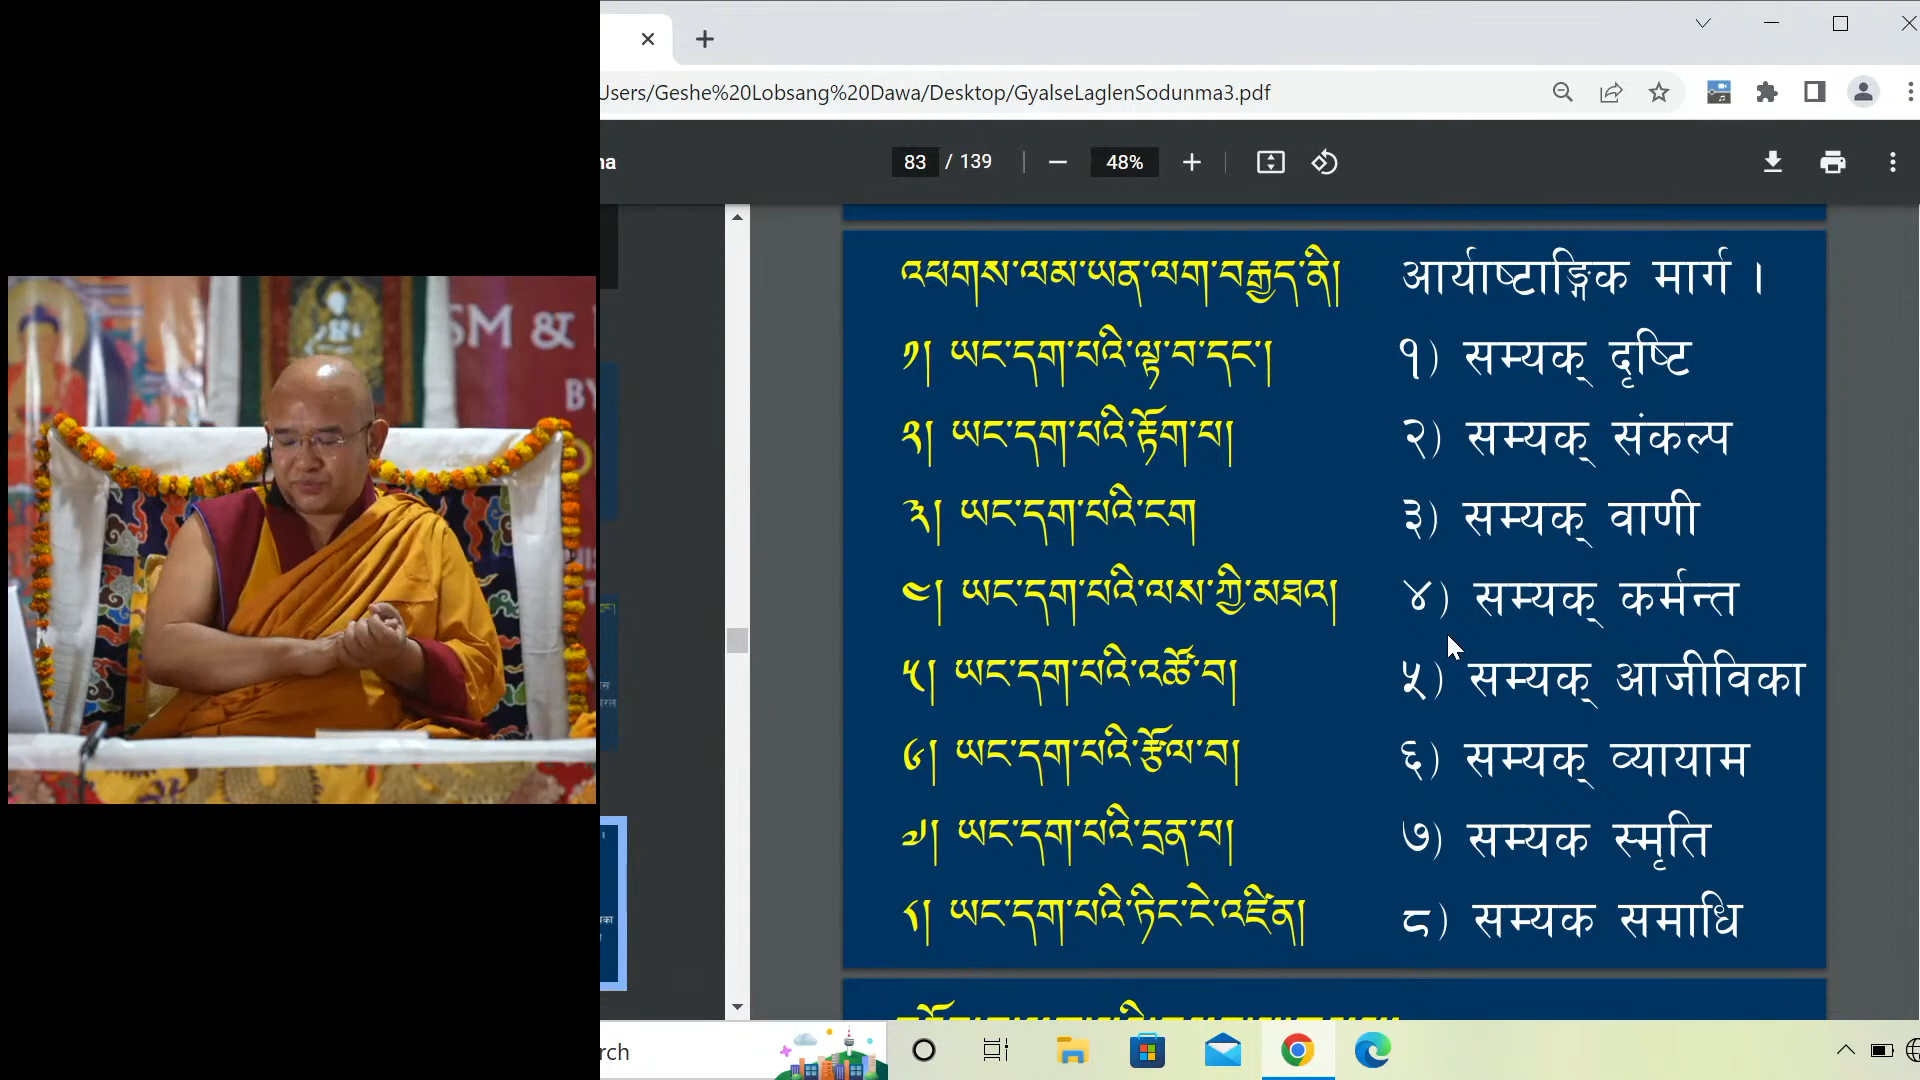 SM &
BY
Users/Geshe%20Lobsang%20Dawa/Desktop/GyalseLaglenSodunma3.pdf
na
83 / 139
48%
འཕགས་ལམ་ཡན་ལག་བརྒྱད་ནི།
आर्याष्टाङ्गिक मार्ग ।
༡། ཡང་དག་པའི་ལྟ་བ་དང་།
१) सम्यक् दृष्टि
༢། ཡང་དག་པའི་རྟོག་པ།
२) सम्यक् संकल्प
༣། ཡང་དག་པའི་ངག
३) सम्यक् वाणी
༤། ཡང་དག་པའི་ལས་ཀྱི་མཐའ།
४) सम्यक् कर्मन्त
༥། ཡང་དག་པའི་འཚོ་བ།
५) सम्यक् आजीविका
༦། ཡང་དག་པའི་རྩོལ་བ།
६) सम्यक् व्यायाम
༧། ཡང་དག་པའི་དྲན་པ།
७) सम्यक स्मृति
༨། ཡང་དག་པའི་ཏིང་ངེ་འཛིན།
८) सम्यक समाधि
rch